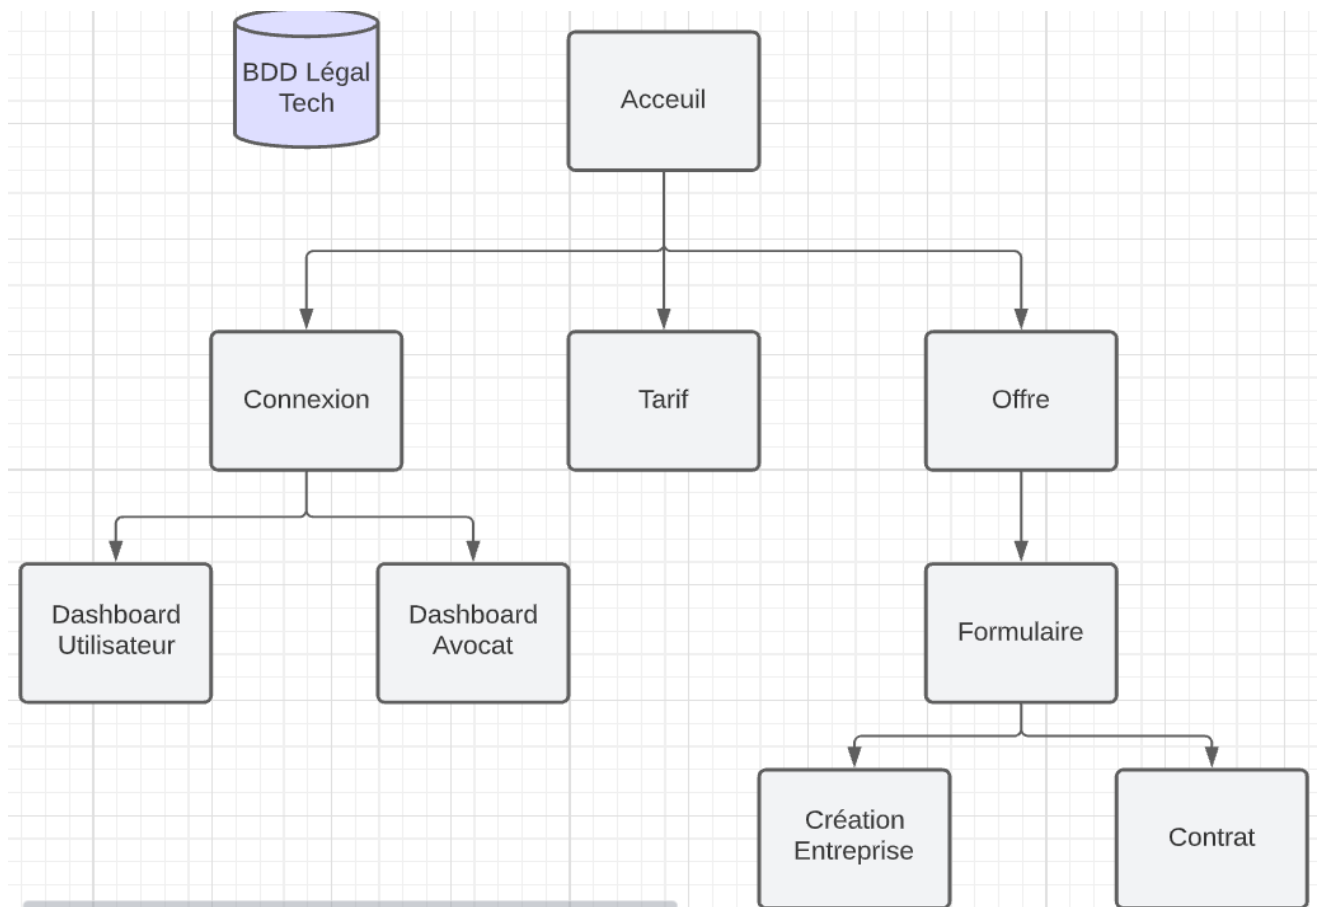 BDD Légal
Tech
Acceuil
Connexion
Tarif
Offre
Dashboard
Utilisateur
Dashboard
Avocat
Formulaire
Création
Entreprise
Contrat